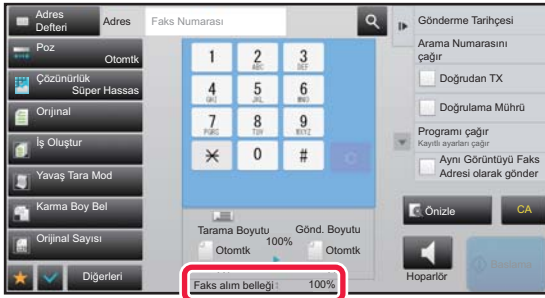 Adres Defteri
Adres
Faks Numarası
Poz
Otomtk
Çözünürlük
Süper Hassas
Orijinal
İş Oluştur
Yavaş Tara Mod
Karma Boy Bel
Orijinal Sayısı
Diğerleri
1
2 ABC
3 DEF
4 GHI
5 JKL
6 MNO
7 PQRS
8 TUV
9 WXYZ
0
#
Tarama Boyutu
100%
Gönd. Boyutu
Otomtk
Otomtk
Faks alım belleği : 100%
Gönderme Tarihçesi
Arama Numarasını çağır
Doğrudan TX
Doğrulama Mührü
Programı çağır
Kayıtlı ayarları çağır
Aynı Görüntüyü Faks
Adresi olarak gönder
Önizle
CA
Hoparlör